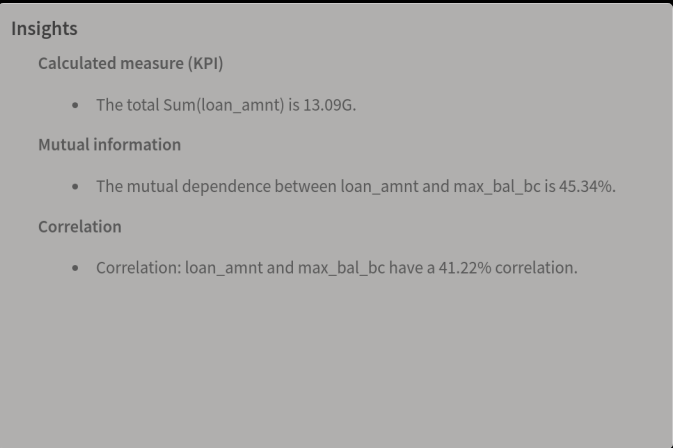 Insights
Calculated measure (KPI)
• The total Sum(loan_amnt) is 13.09G.
Mutual information
• The mutual dependence between loan_amnt and max_bal_bc is 45.34%.
Correlation
• Correlation: loan_amnt and max_bal_bc have a 41.22% correlation.